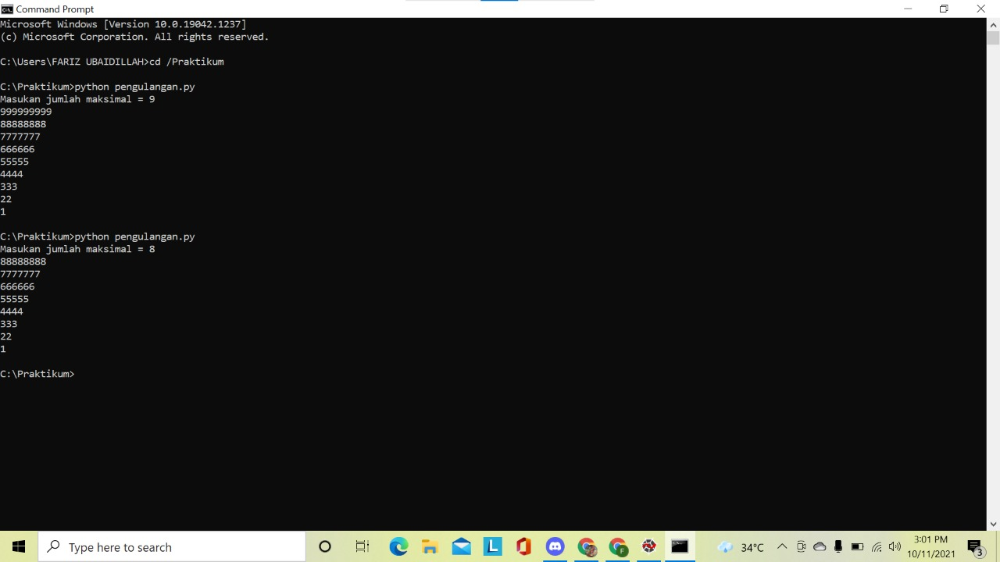 Command Prompt
Microsoft Windows [Version 10.0.19042.1237]
(c) Microsoft Corporation. All rights reserved.
C:\Users\FARIZ UBAIDILLAH>cd /Praktikum
C:\Praktikum>python pengulangan.py
Masukan jumlah maksimal = 9
999999999
88888888
7777777
666666
55555
4444
333
22
1
C:\Praktikum>python pengulangan.py
Masukan jumlah maksimal = 8
88888888
7777777
666666
55555
4444
333
22
1
C:\Praktikum>
Type here to search
L
F
34°C
3:01 PM
10/11/2021
3